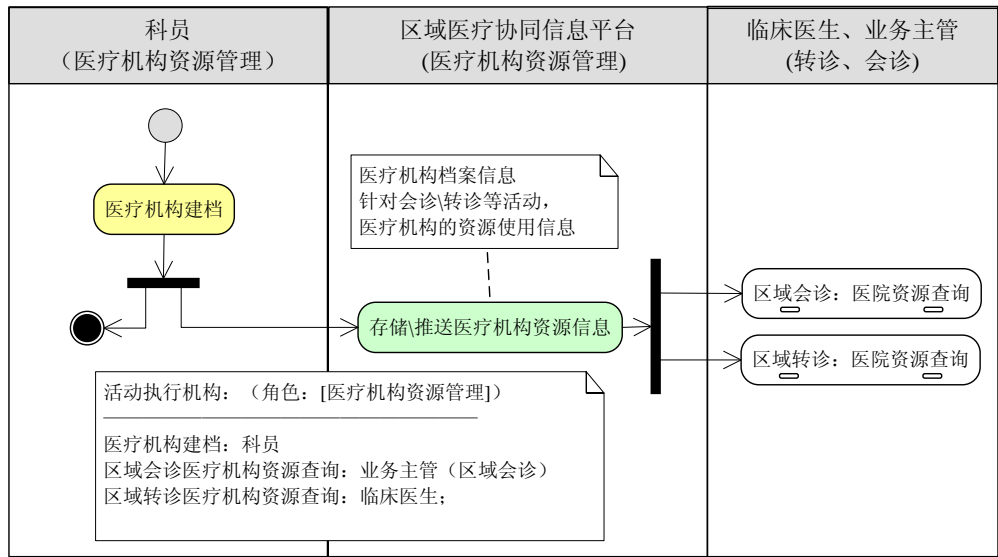 科员
（医疗机构资源管理）
区域医疗协同信息平台
(医疗机构资源管理)
临床医生、业务主管
(转诊、会诊)
医疗机构建档
医疗机构档案信息
针对会诊\转诊等活动，
医疗机构的资源使用信息
存储\推送医疗机构资源信息
区域会诊：医院资源查询
区域转诊：医院资源查询
活动执行机构：（角色：[医疗机构资源管理]）
医疗机构建档：科员
区域会诊医疗机构资源查询：业务主管（区域会诊）
区域转诊医疗机构资源查询：临床医生；